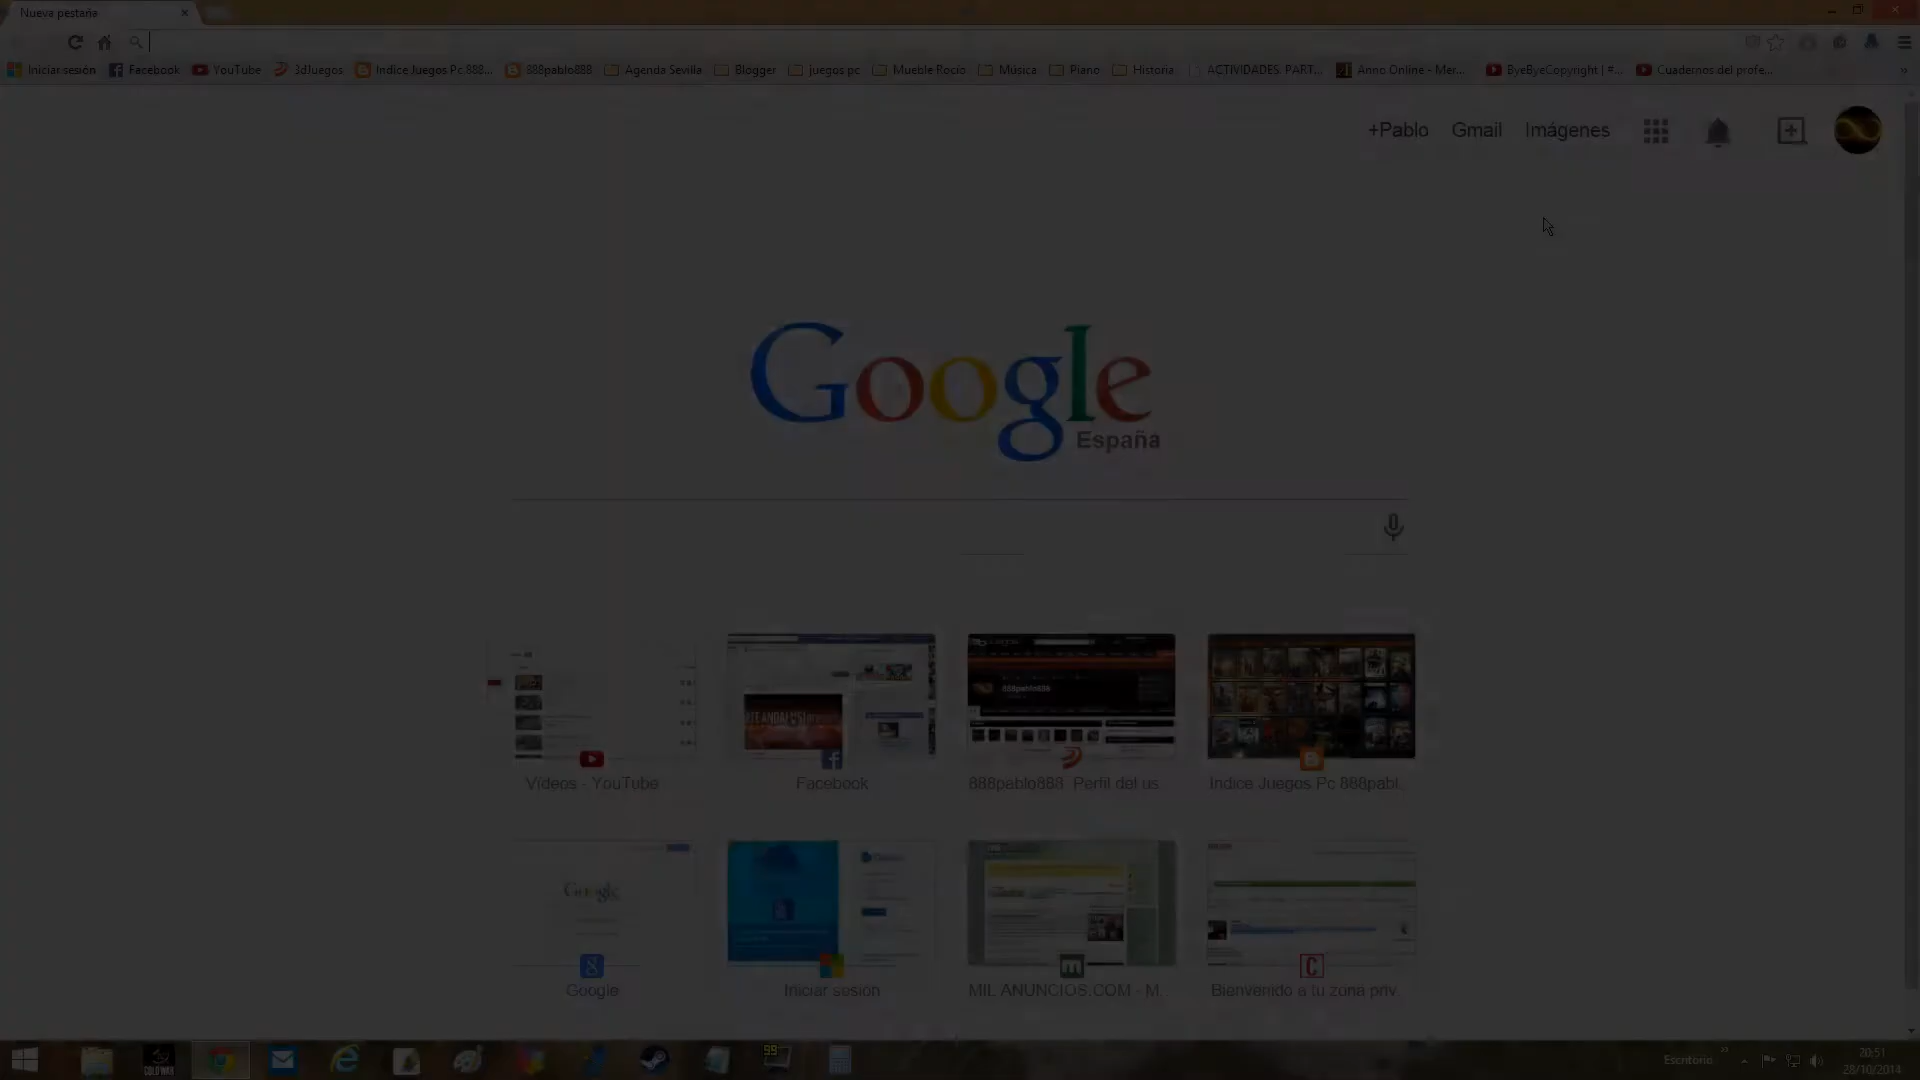 Nueva pestaña
Iniciar sesión Facebook YouTube 3dJuegos Indice Juegos Pc 888... 888pablo888 Agenda Sevilla Blogger juegos pc Mueble Rocio Música Piano Historia ACTIVIDADES. PART... Anno Online - Mer... ByeByeCopyright | #... Cuadernos del profe...
+Pablo Gmail Imágenes
Google
España
Vídeos - YouTube Facebook 888pablo888 Perfil del us Indice Juegos Pc 888pabl
Google Iniciar sesión MIL ANUNCIOS.COM - M Bienvenido a tu zona priv
COLD WAR 99 Escritorio 20:51
28/10/2014